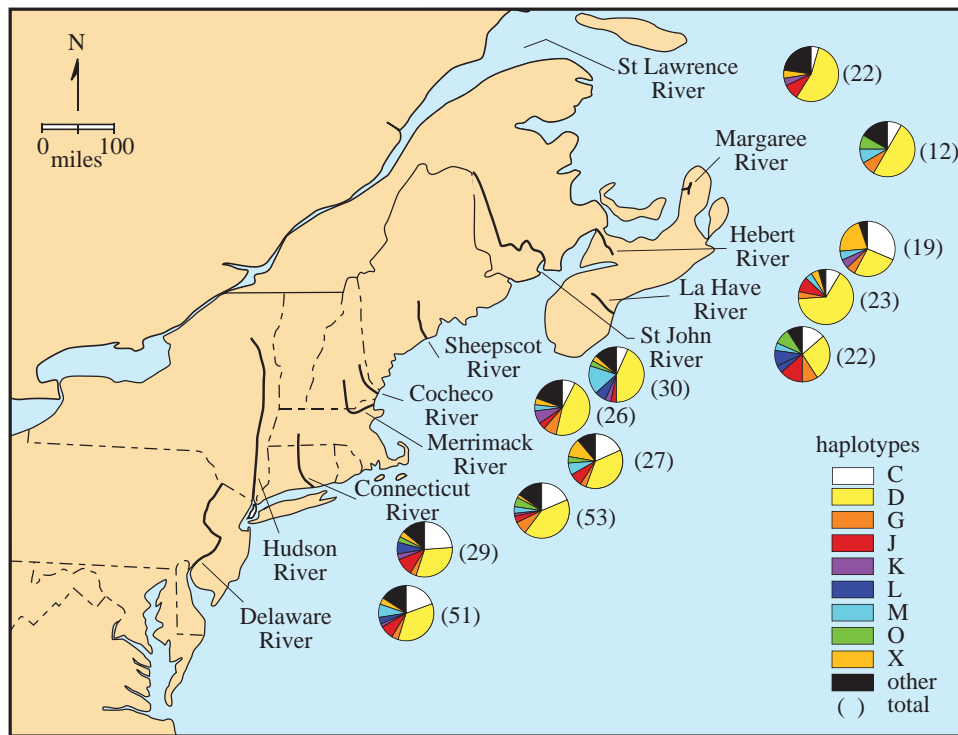 N
0 100
miles
St Lawrence
River
(22)
Margaree
River
(12)
Hebert
River
(19)
La Have
River
(23)
St John
River
(22)
Sheepscot
River
(30)
Cocheco
River
(26)
Merrimack
River
(27)
Connecticut
River
(53)
Hudson
River
(29)
Delaware
River
(51)
haplotypes
C
D
G
J
K
L
M
O
X
other
( ) total